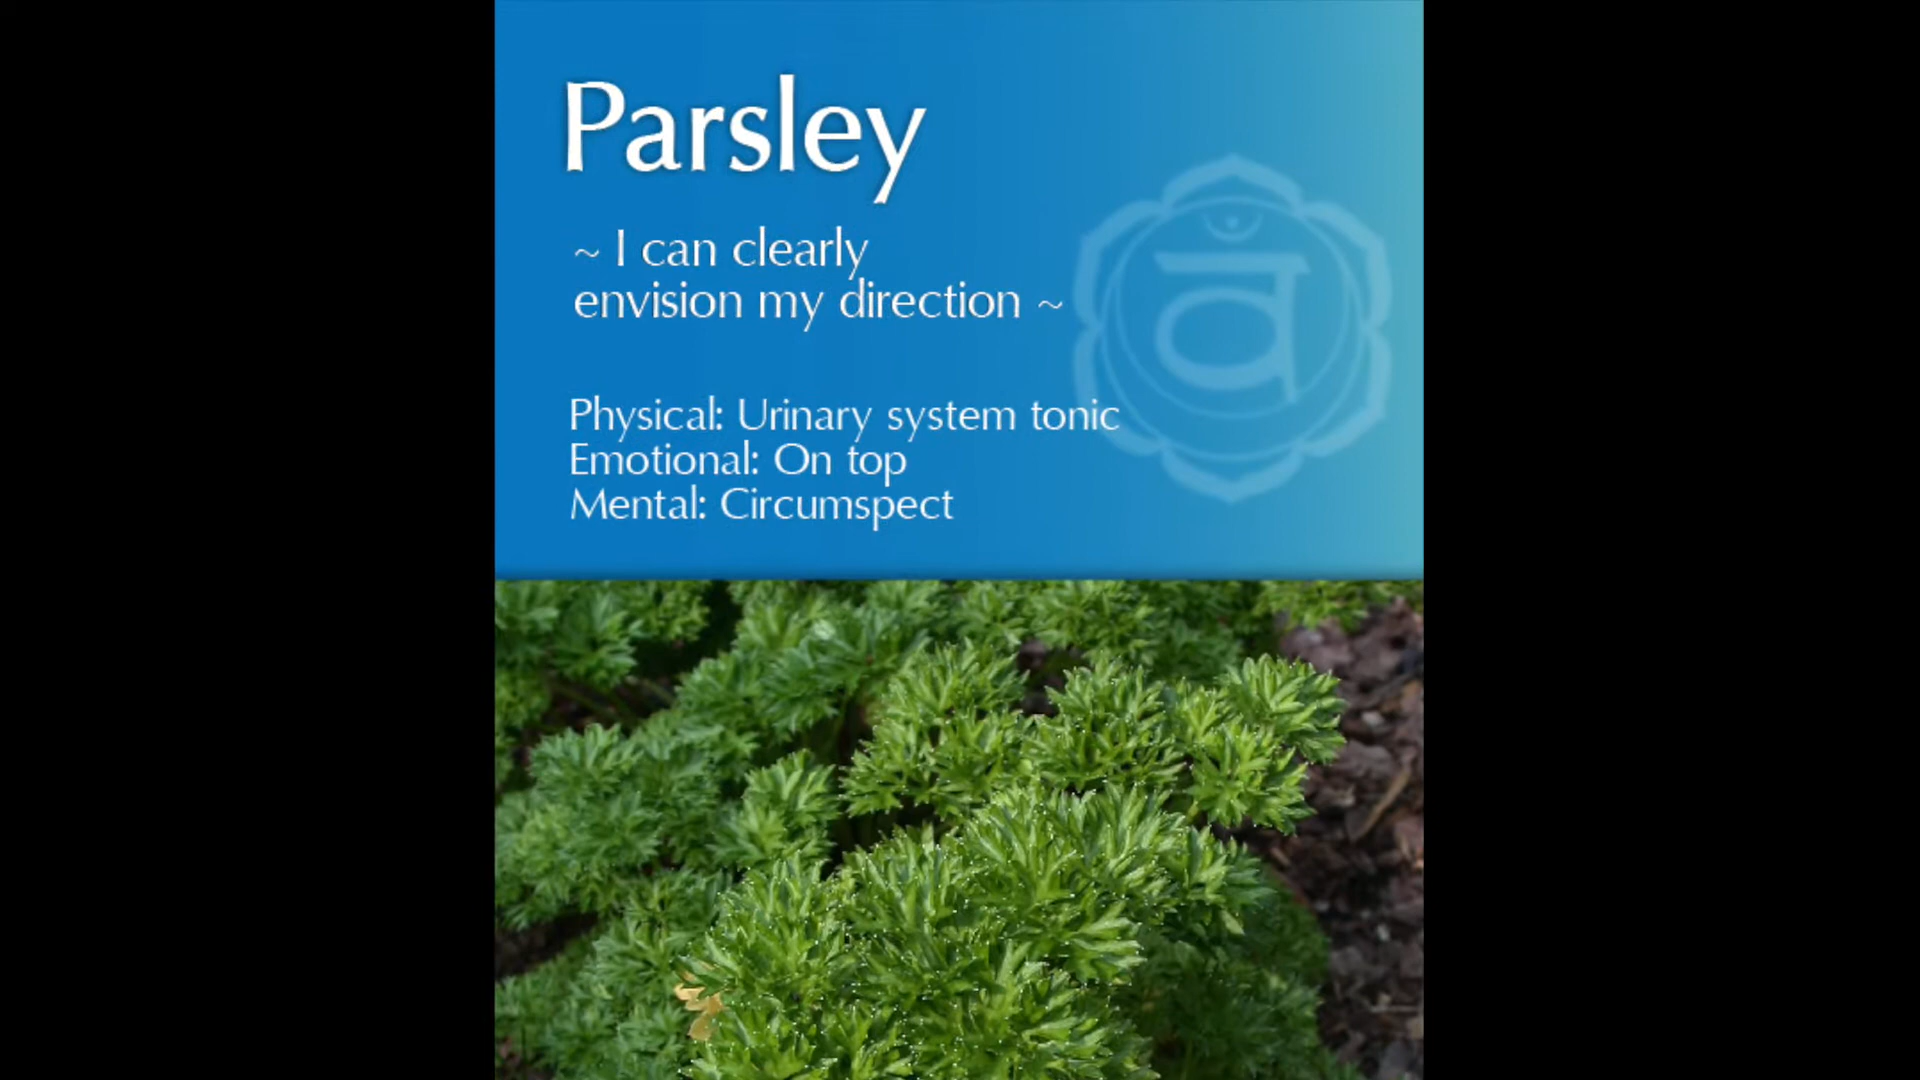 Parsley
~ I can clearly
envision my direction ~
वं
Physical: Urinary system tonic
Emotional: On top
Mental: Circumspect